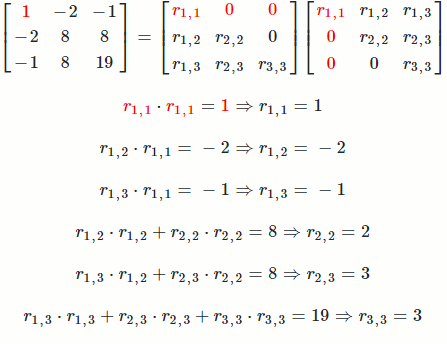 [1 −2 −1] [r1,1 0 0] [r1,1 r1,2 r1,3]
[−2 8 8] = [r1,2 r2,2 0] [0 r2,2 r2,3]
[−1 8 19] [r1,3 r2,3 r3,3] [0 0 r3,3]
r1,1 · r1,1 = 1 ⇒ r1,1 = 1
r1,2 · r1,1 = −2 ⇒ r1,2 = −2
r1,3 · r1,1 = −1 ⇒ r1,3 = −1
r1,2 · r1,2 + r2,2 · r2,2 = 8 ⇒ r2,2 = 2
r1,3 · r1,2 + r2,3 · r2,2 = 8 ⇒ r2,3 = 3
r1,3 · r1,3 + r2,3 · r2,3 + r3,3 · r3,3 = 19 ⇒ r3,3 = 3